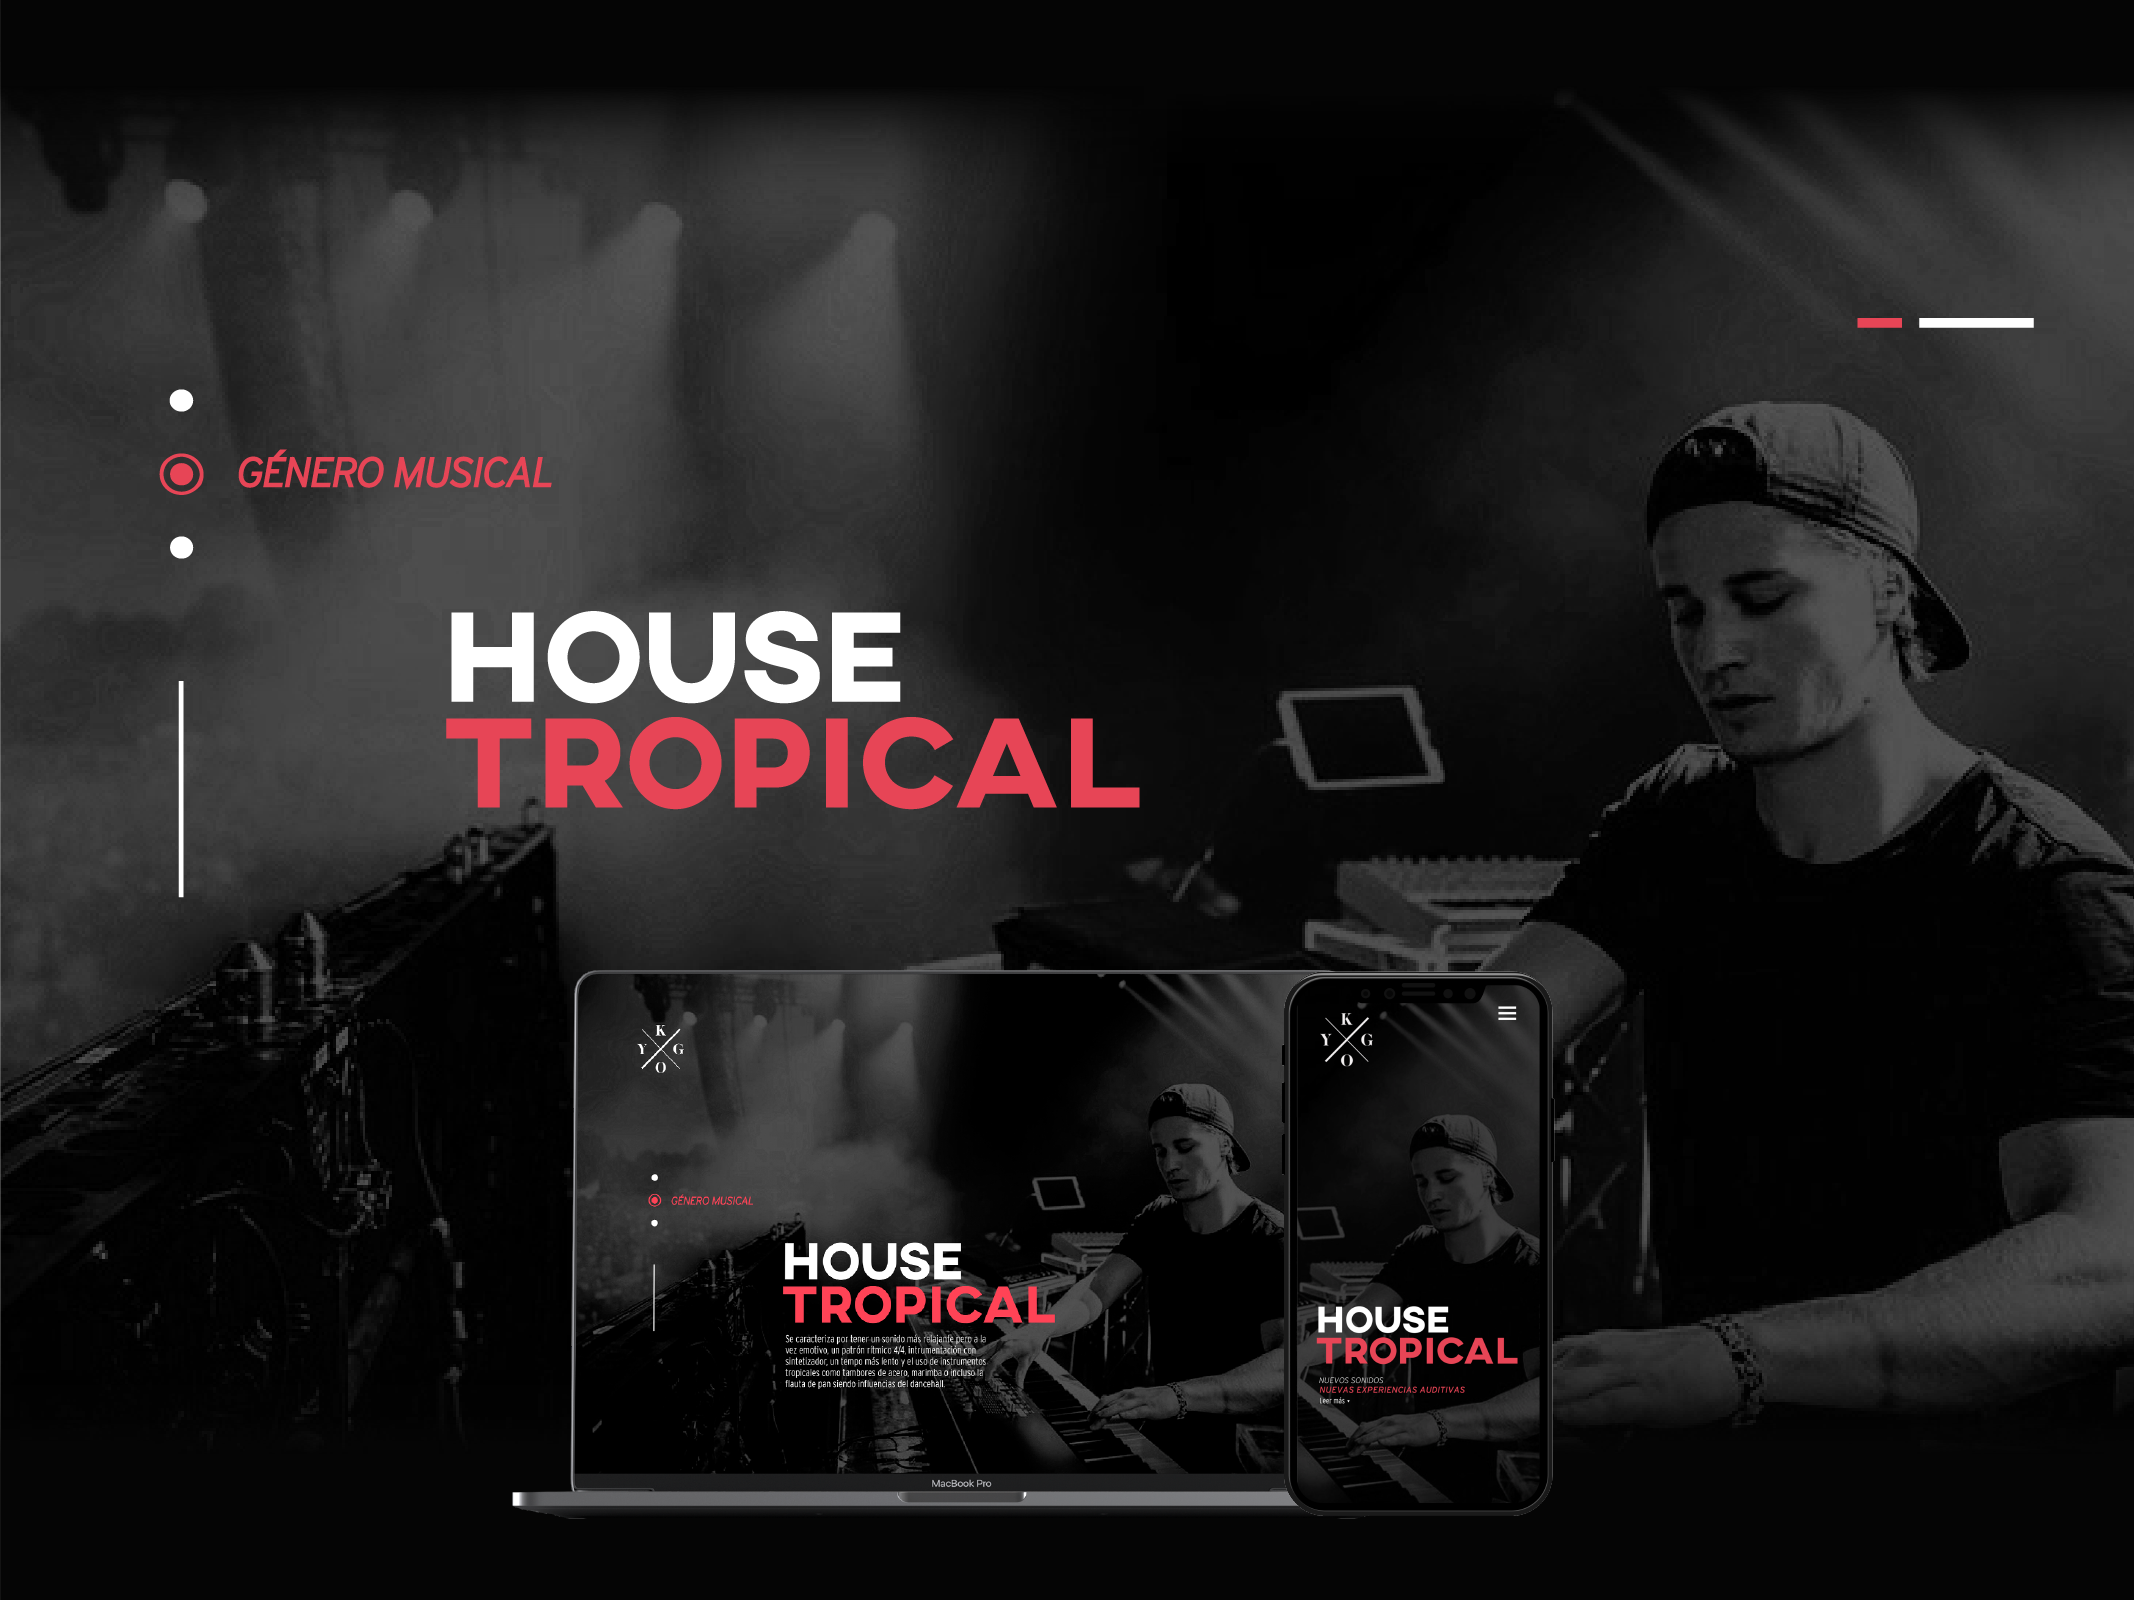 GÉNERO MUSICAL
HOUSE
TROPICAL
K
Y G
O
GÉNERO MUSICAL
HOUSE
TROPICAL
Se caracteriza por tener un sonido más relajante pero a la
vez emotivo, un patrón rítmico 4/4, intrumentación con
sintetizador, un tempo más lento y el uso de instrumentos
tropicales como tambores de acero, marimba o incluso la
flauta de pan siendo influencias del dancehall.
MacBook Pro
K
Y G
O
HOUSE
TROPICAL
NUEVOS SONIDOS
NUEVAS EXPERIENCIAS AUDITIVAS
Leer más